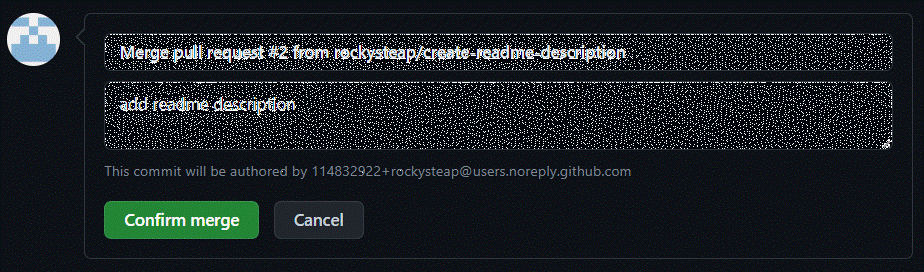 Merge pull request #2 from rockysteap/create-readme-description
add readme description
This commit will be authored by 114832922+rockysteap@users.noreply.github.com
Confirm merge
Cancel